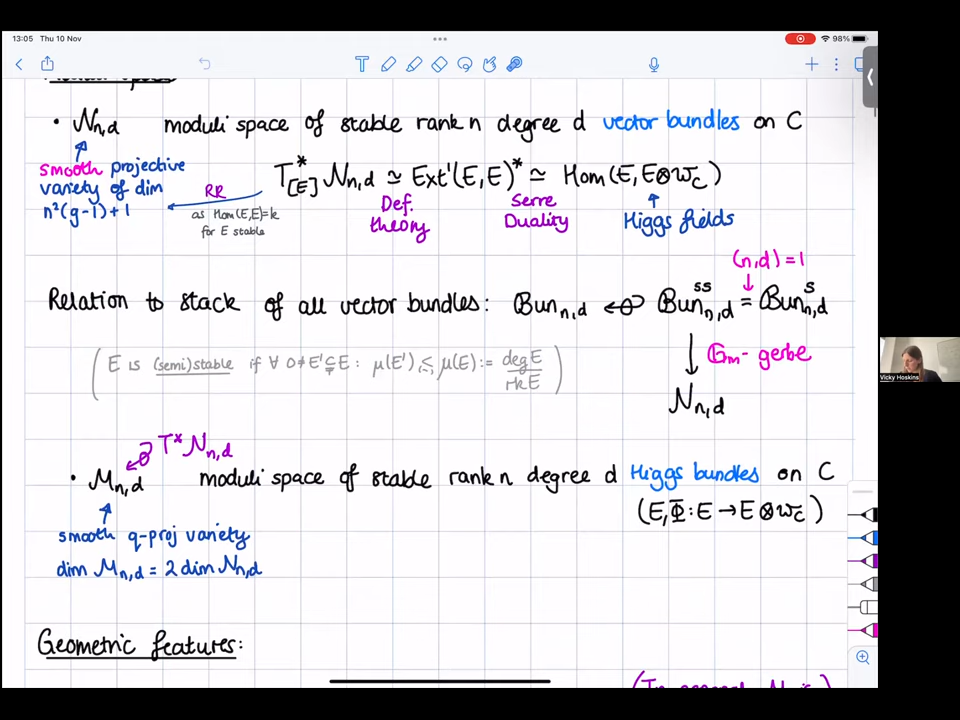 13:05 Thu 10 Nov
98%
• N_{n,d} moduli space of stable rank n degree d vector bundles on C
smooth projective variety of dim n²(g-1)+1
RR
as Hom(E,E)=k for E stable
T*_{[E]} N_{n,d} ≃ Ext¹(E,E)* ≃ Hom(E, E⊗ω_C)
Def. theory
Serre Duality
↑ Higgs fields
(n,d) = 1
↓
Relation to stack of all vector bundles: Bun_{n,d} ↩ Bun^{ss}_{n,d} = Bun^{s}_{n,d}
↓ G_m-gerbe
(E is (semi)stable if ∀ 0≠E'⊊E: μ(E') (≤) μ(E) := deg E / rk E)
N_{n,d}
T*N_{n,d}
• M_{n,d} moduli space of stable rank n degree d Higgs bundles on C
(E, Φ: E → E⊗ω_C)
smooth q-proj variety
dim M_{n,d} = 2 dim N_{n,d}
Geometric features:
Vicky Hoskins